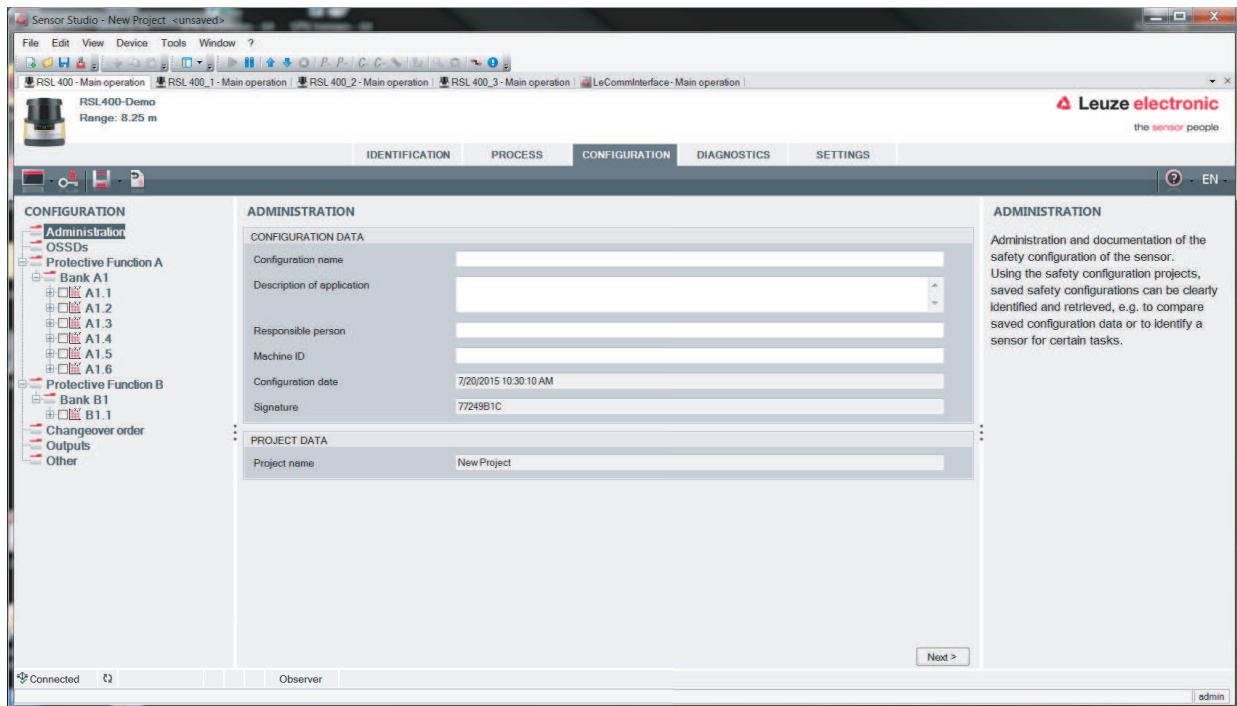 Sensor Studio - New Project <unsaved>
File Edit View Device Tools Window ?
RSL 400 - Main operation RSL 400_1 - Main operation RSL 400_2 - Main operation RSL 400_3 - Main operation LeCommInterface - Main operation
RSL400-Demo
Range: 8.25 m
Leuze electronic
the sensor people
IDENTIFICATION PROCESS CONFIGURATION DIAGNOSTICS SETTINGS
EN
CONFIGURATION
Administration
OSSDs
Protective Function A
Bank A1
A1.1
A1.2
A1.3
A1.4
A1.5
A1.6
Protective Function B
Bank B1
B1.1
Changeover order
Outputs
Other
ADMINISTRATION
CONFIGURATION DATA
Configuration name
Description of application
Responsible person
Machine ID
Configuration date 7/20/2015 10:30:10 AM
Signature 77249B1C
PROJECT DATA
Project name New Project
Next >
ADMINISTRATION
Administration and documentation of the
safety configuration of the sensor.
Using the safety configuration projects,
saved safety configurations can be clearly
identified and retrieved, e.g. to compare
saved configuration data or to identify a
sensor for certain tasks.
Connected Observer
admin